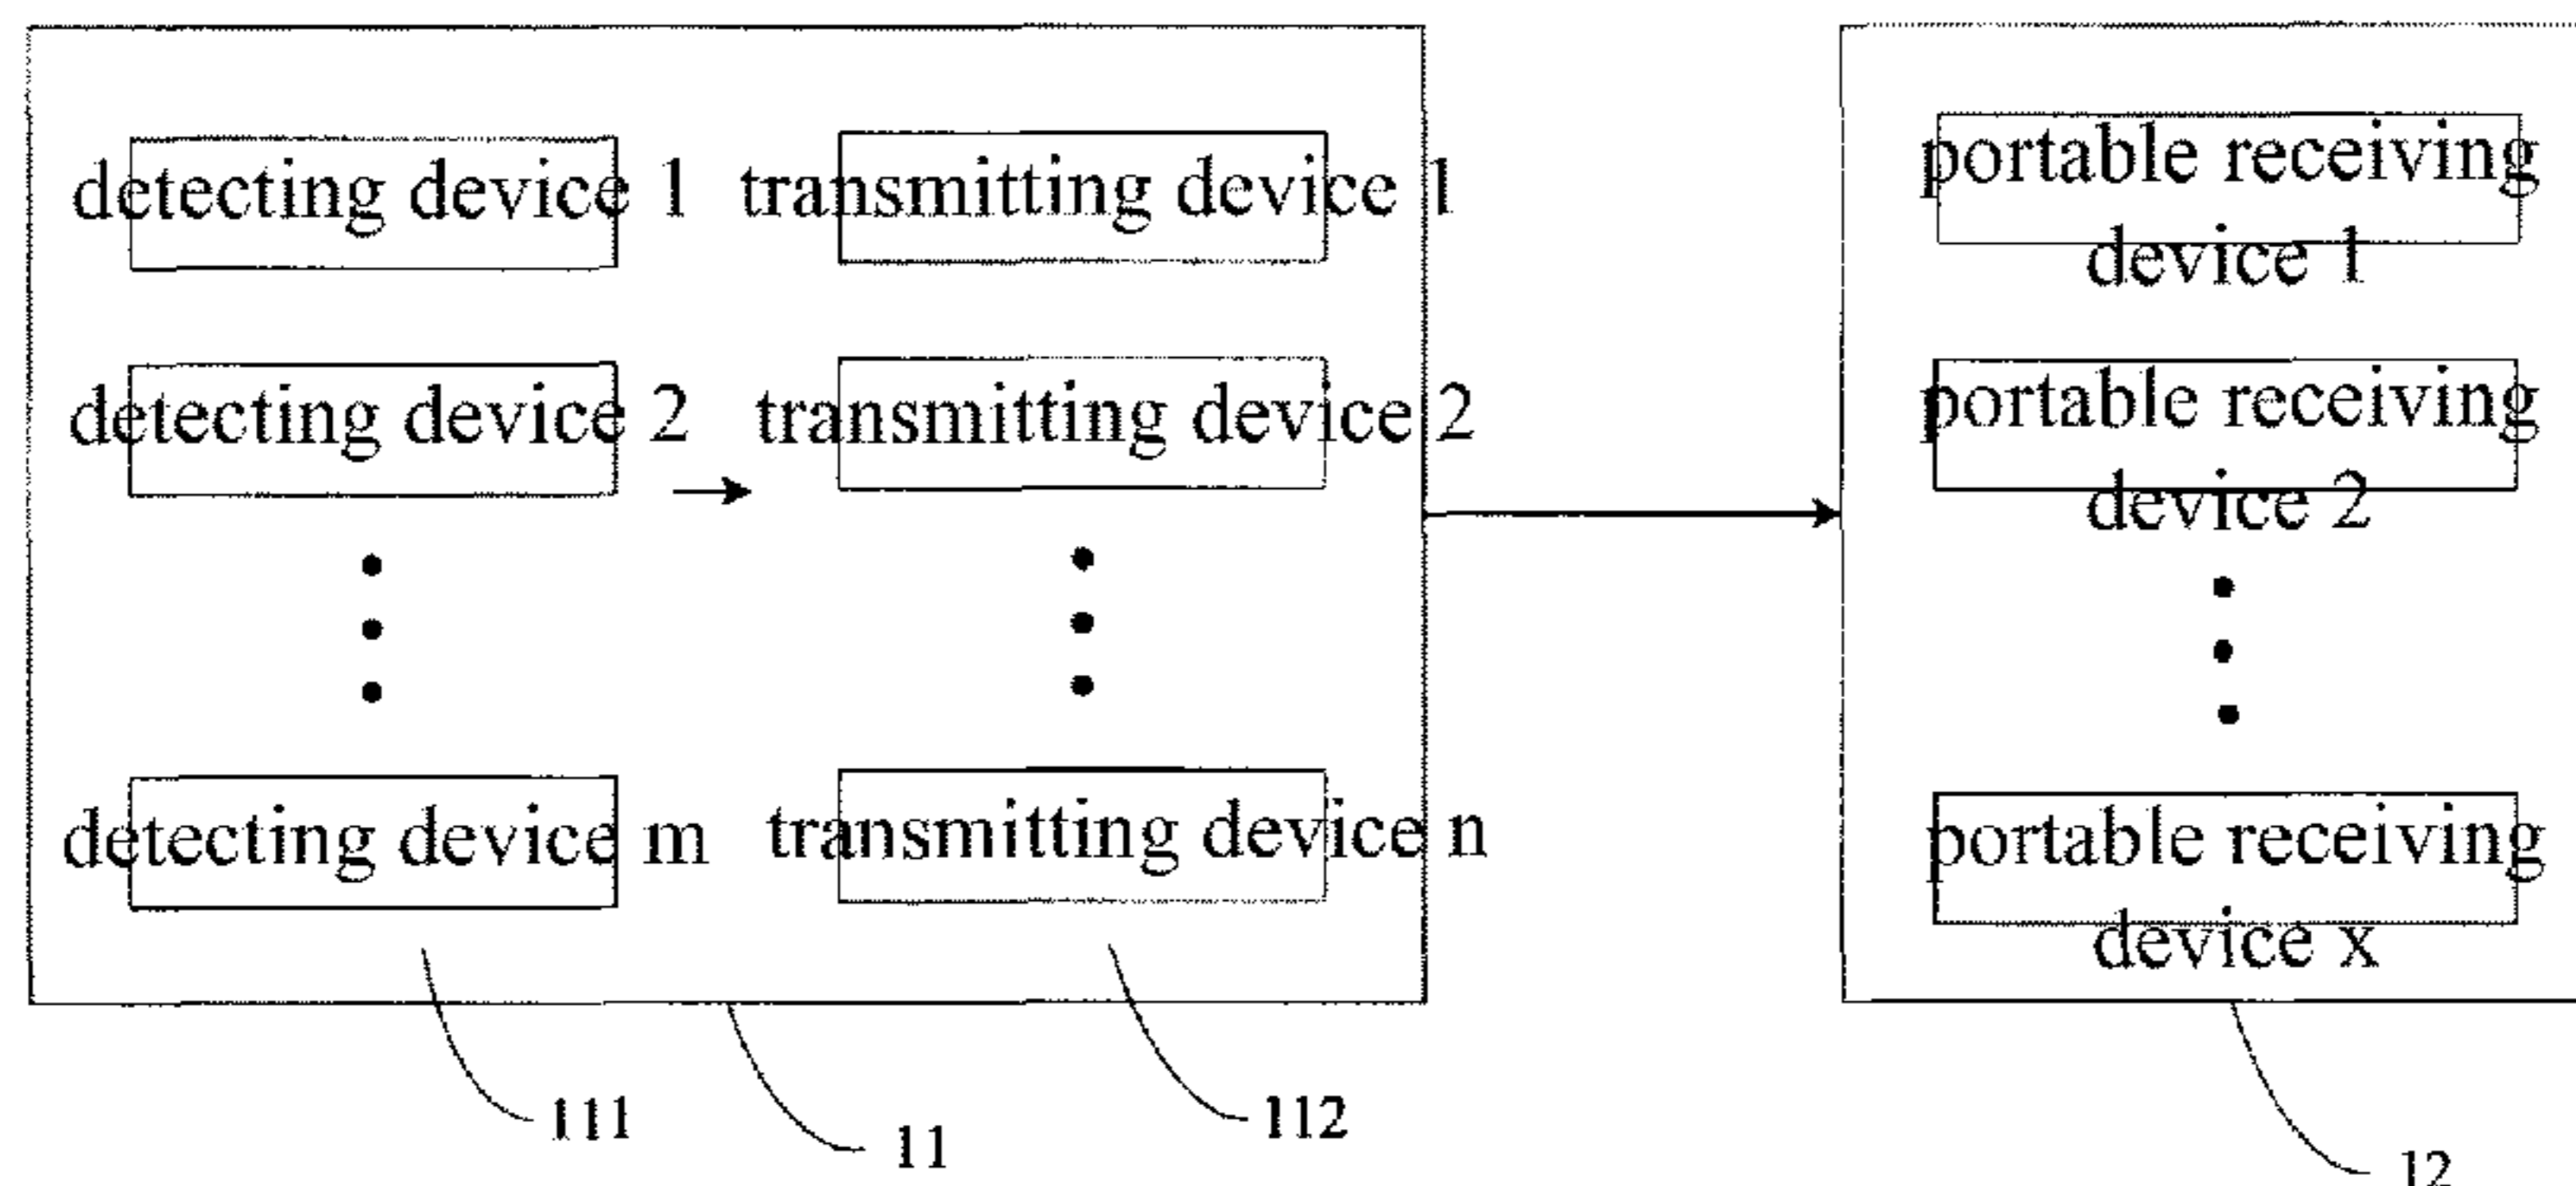 detecting device 1
transmitting device 1
portable receiving
device 1
detecting device 2
transmitting device 2
portable receiving
device 2
detecting device m
transmitting device n
portable receiving
device x
111
11
112
12